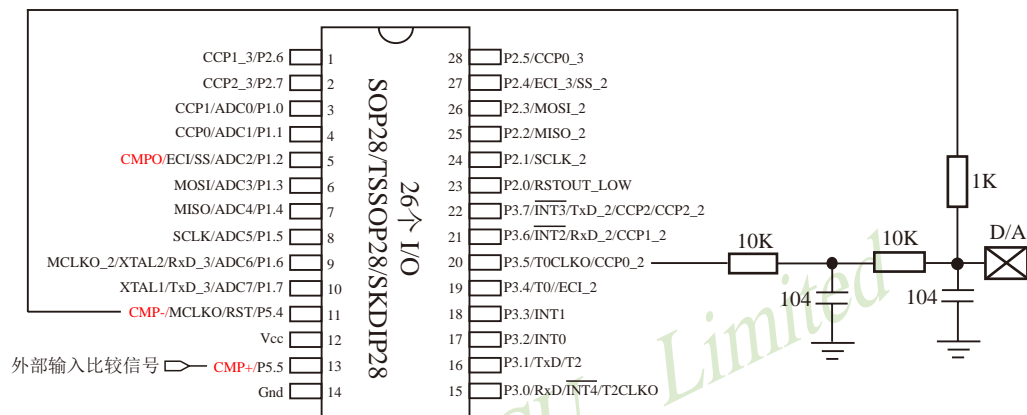 CCP1_3/P2.6 1
CCP2_3/P2.7 2
CCP1/ADC0/P1.0 3
CCP0/ADC1/P1.1 4
CMPO/ECI/SS/ADC2/P1.2 5
MOSI/ADC3/P1.3 6
MISO/ADC4/P1.4 7
SCLK/ADC5/P1.5 8
MCLKO_2/XTAL2/RxD_3/ADC6/P1.6 9
XTAL1/TxD_3/ADC7/P1.7 10
CMP-/MCLKO/RST/P5.4 11
Vcc 12
外部输入比较信号 CMP+/P5.5 13
Gnd 14
SOP28/TSSOP28/SKDIP28
26个 I/O
28 P2.5/CCP0_3
27 P2.4/ECI_3/SS_2
26 P2.3/MOSI_2
25 P2.2/MISO_2
24 P2.1/SCLK_2
23 P2.0/RSTOUT_LOW
22 P3.7/INT3/TxD_2/CCP2/CCP2_2
21 P3.6/INT2/RxD_2/CCP1_2
20 P3.5/T0CLKO/CCP0_2
19 P3.4/T0//ECI_2
18 P3.3/INT1
17 P3.2/INT0
16 P3.1/TxD/T2
15 P3.0/RxD/INT4/T2CLKO
1K
D/A
10K
10K
104
104
Limited